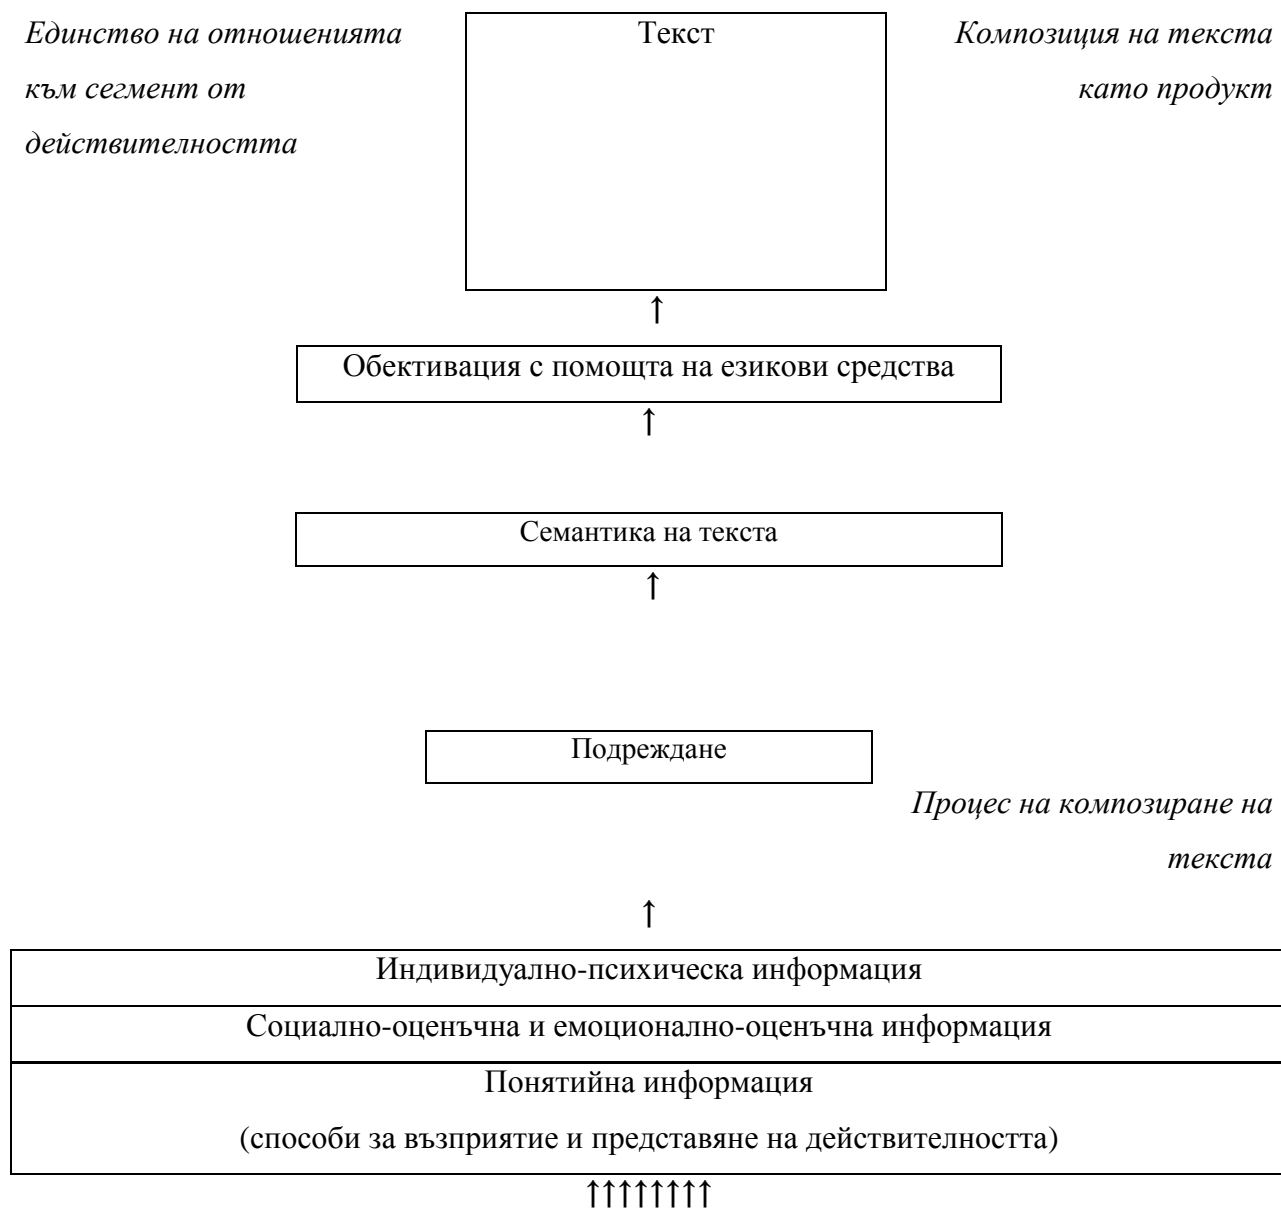 Единство на отношенията
към сегмент от
действителността
Текст
Композиция на текста
като продукт
↑
Обективация с помощта на езикови средства
↑
Семантика на текста
↑
Подреждане
Процес на композиране на
текста
↑
Индивидуално-психическа информация
Социално-оценъчна и емоционално-оценъчна информация
Понятийна информация
(способи за възприятие и представяне на действителността)
↑↑↑↑↑↑↑↑